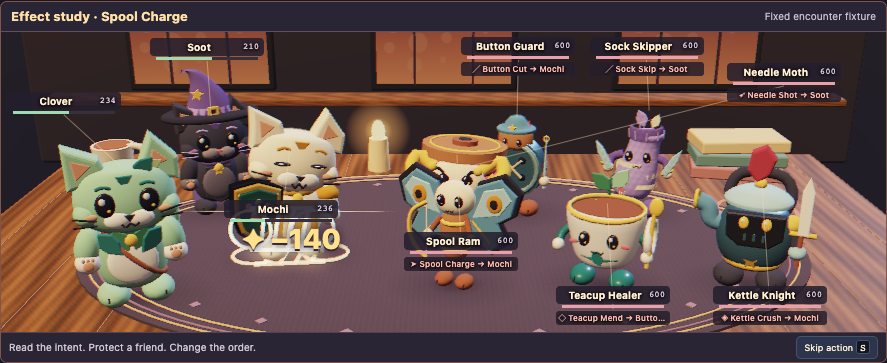 Effect study · Spool Charge
Fixed encounter fixture
Soot 210
Button Guard 600
Button Cut → Mochi
Sock Skipper 600
Sock Skip → Soot
Needle Moth 600
Needle Shot → Soot
Clover 234
Mochi 236
−140
Spool Ram 600
Spool Charge → Mochi
Teacup Healer 600
Teacup Mend → Butto…
Kettle Knight 600
Kettle Crush → Mochi
Read the intent. Protect a friend. Change the order.
Skip action S